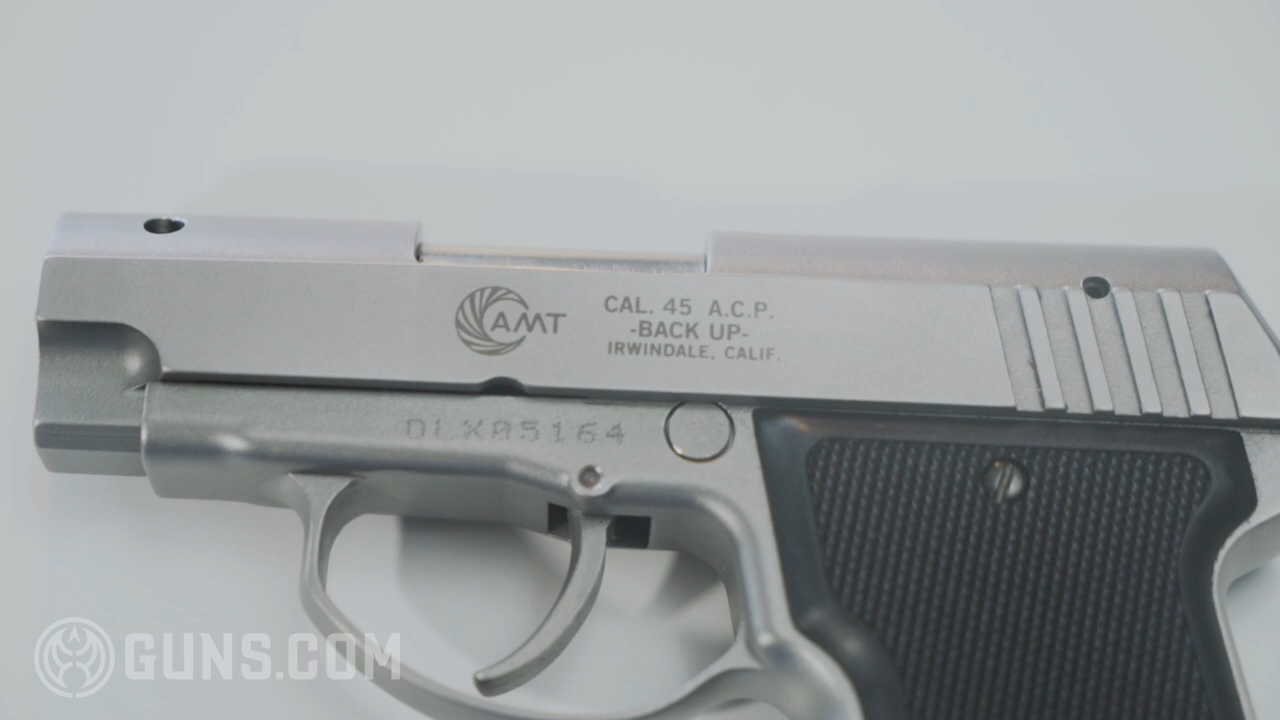 AMT
CAL. 45 A.C.P.
-BACK UP-
IRWINDALE, CALIF.
DLK85164
GUNS.COM